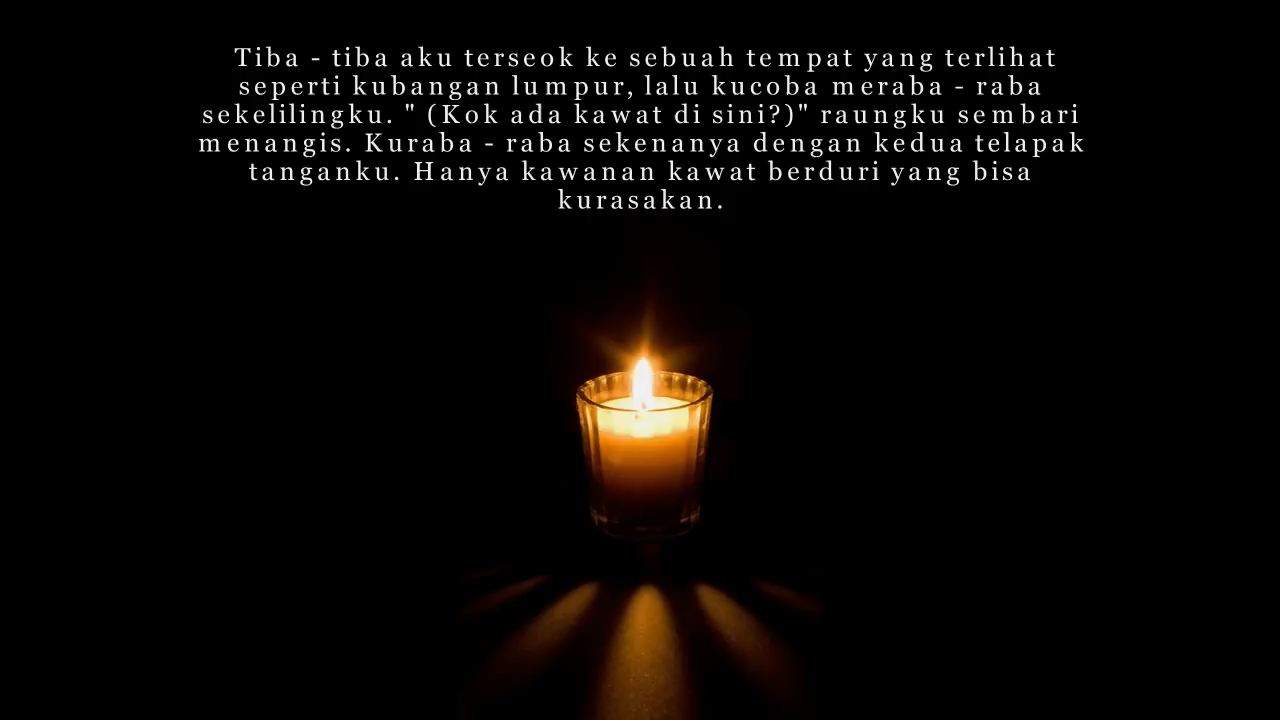 Tiba - tiba aku terseok ke sebuah tempat yang terlihat
seperti kubangan lumpur, lalu kucoba meraba - raba
sekelilingku. " (Kok ada kawat di sini?)" raungku sembari
menangis. Kuraba - raba sekenanya dengan kedua telapak
tanganku. Hanya kawanan kawat berduri yang bisa
kurasakan.